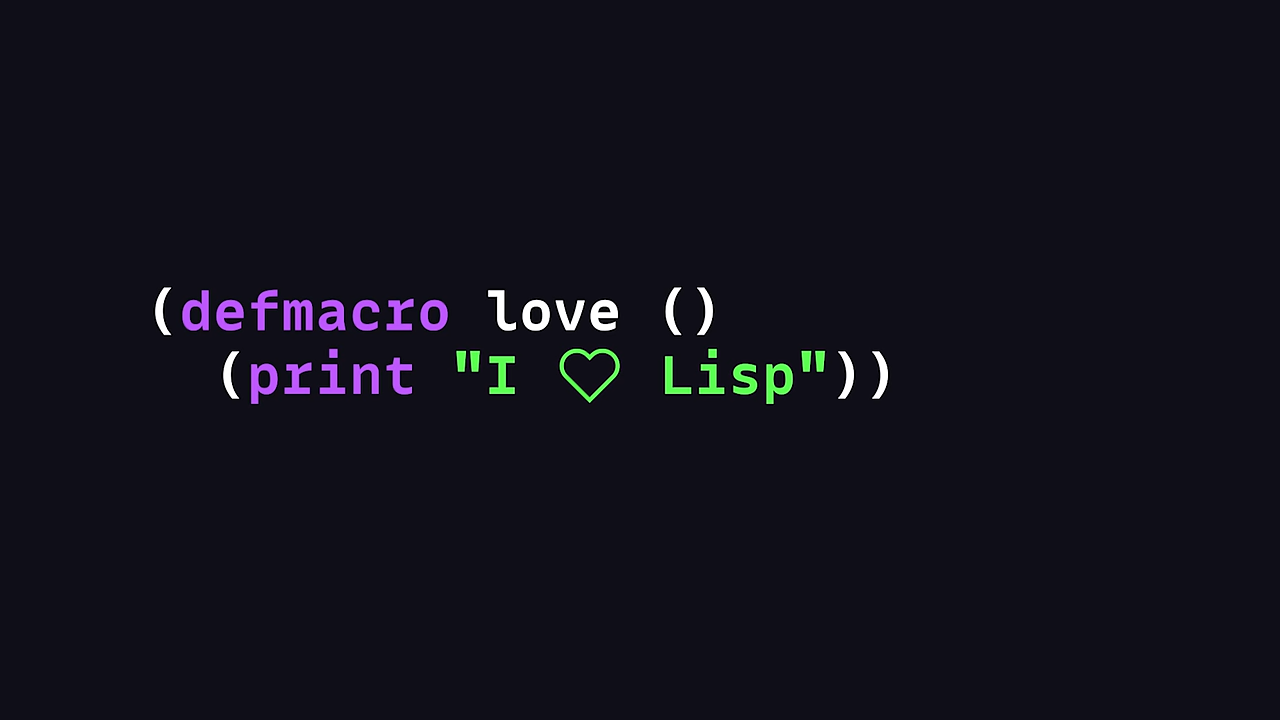 (defmacro love ()
  (print "I ♡ Lisp"))